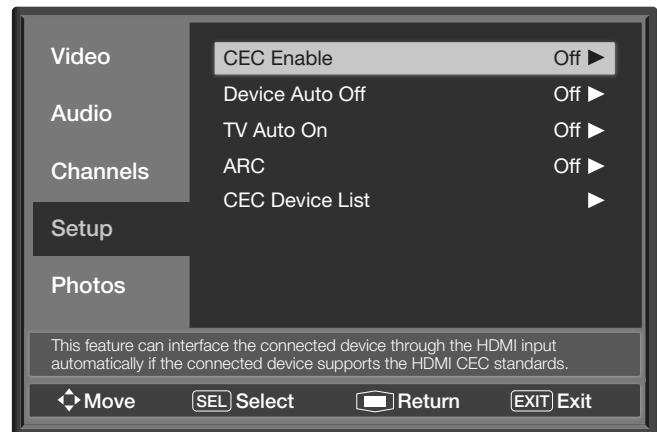 Video
Audio
Channels
Setup
Photos
CEC Enable Off
Device Auto Off Off
TV Auto On Off
ARC Off
CEC Device List
This feature can interface the connected device through the HDMI input
automatically if the connected device supports the HDMI CEC standards.
Move SEL Select Return EXIT Exit